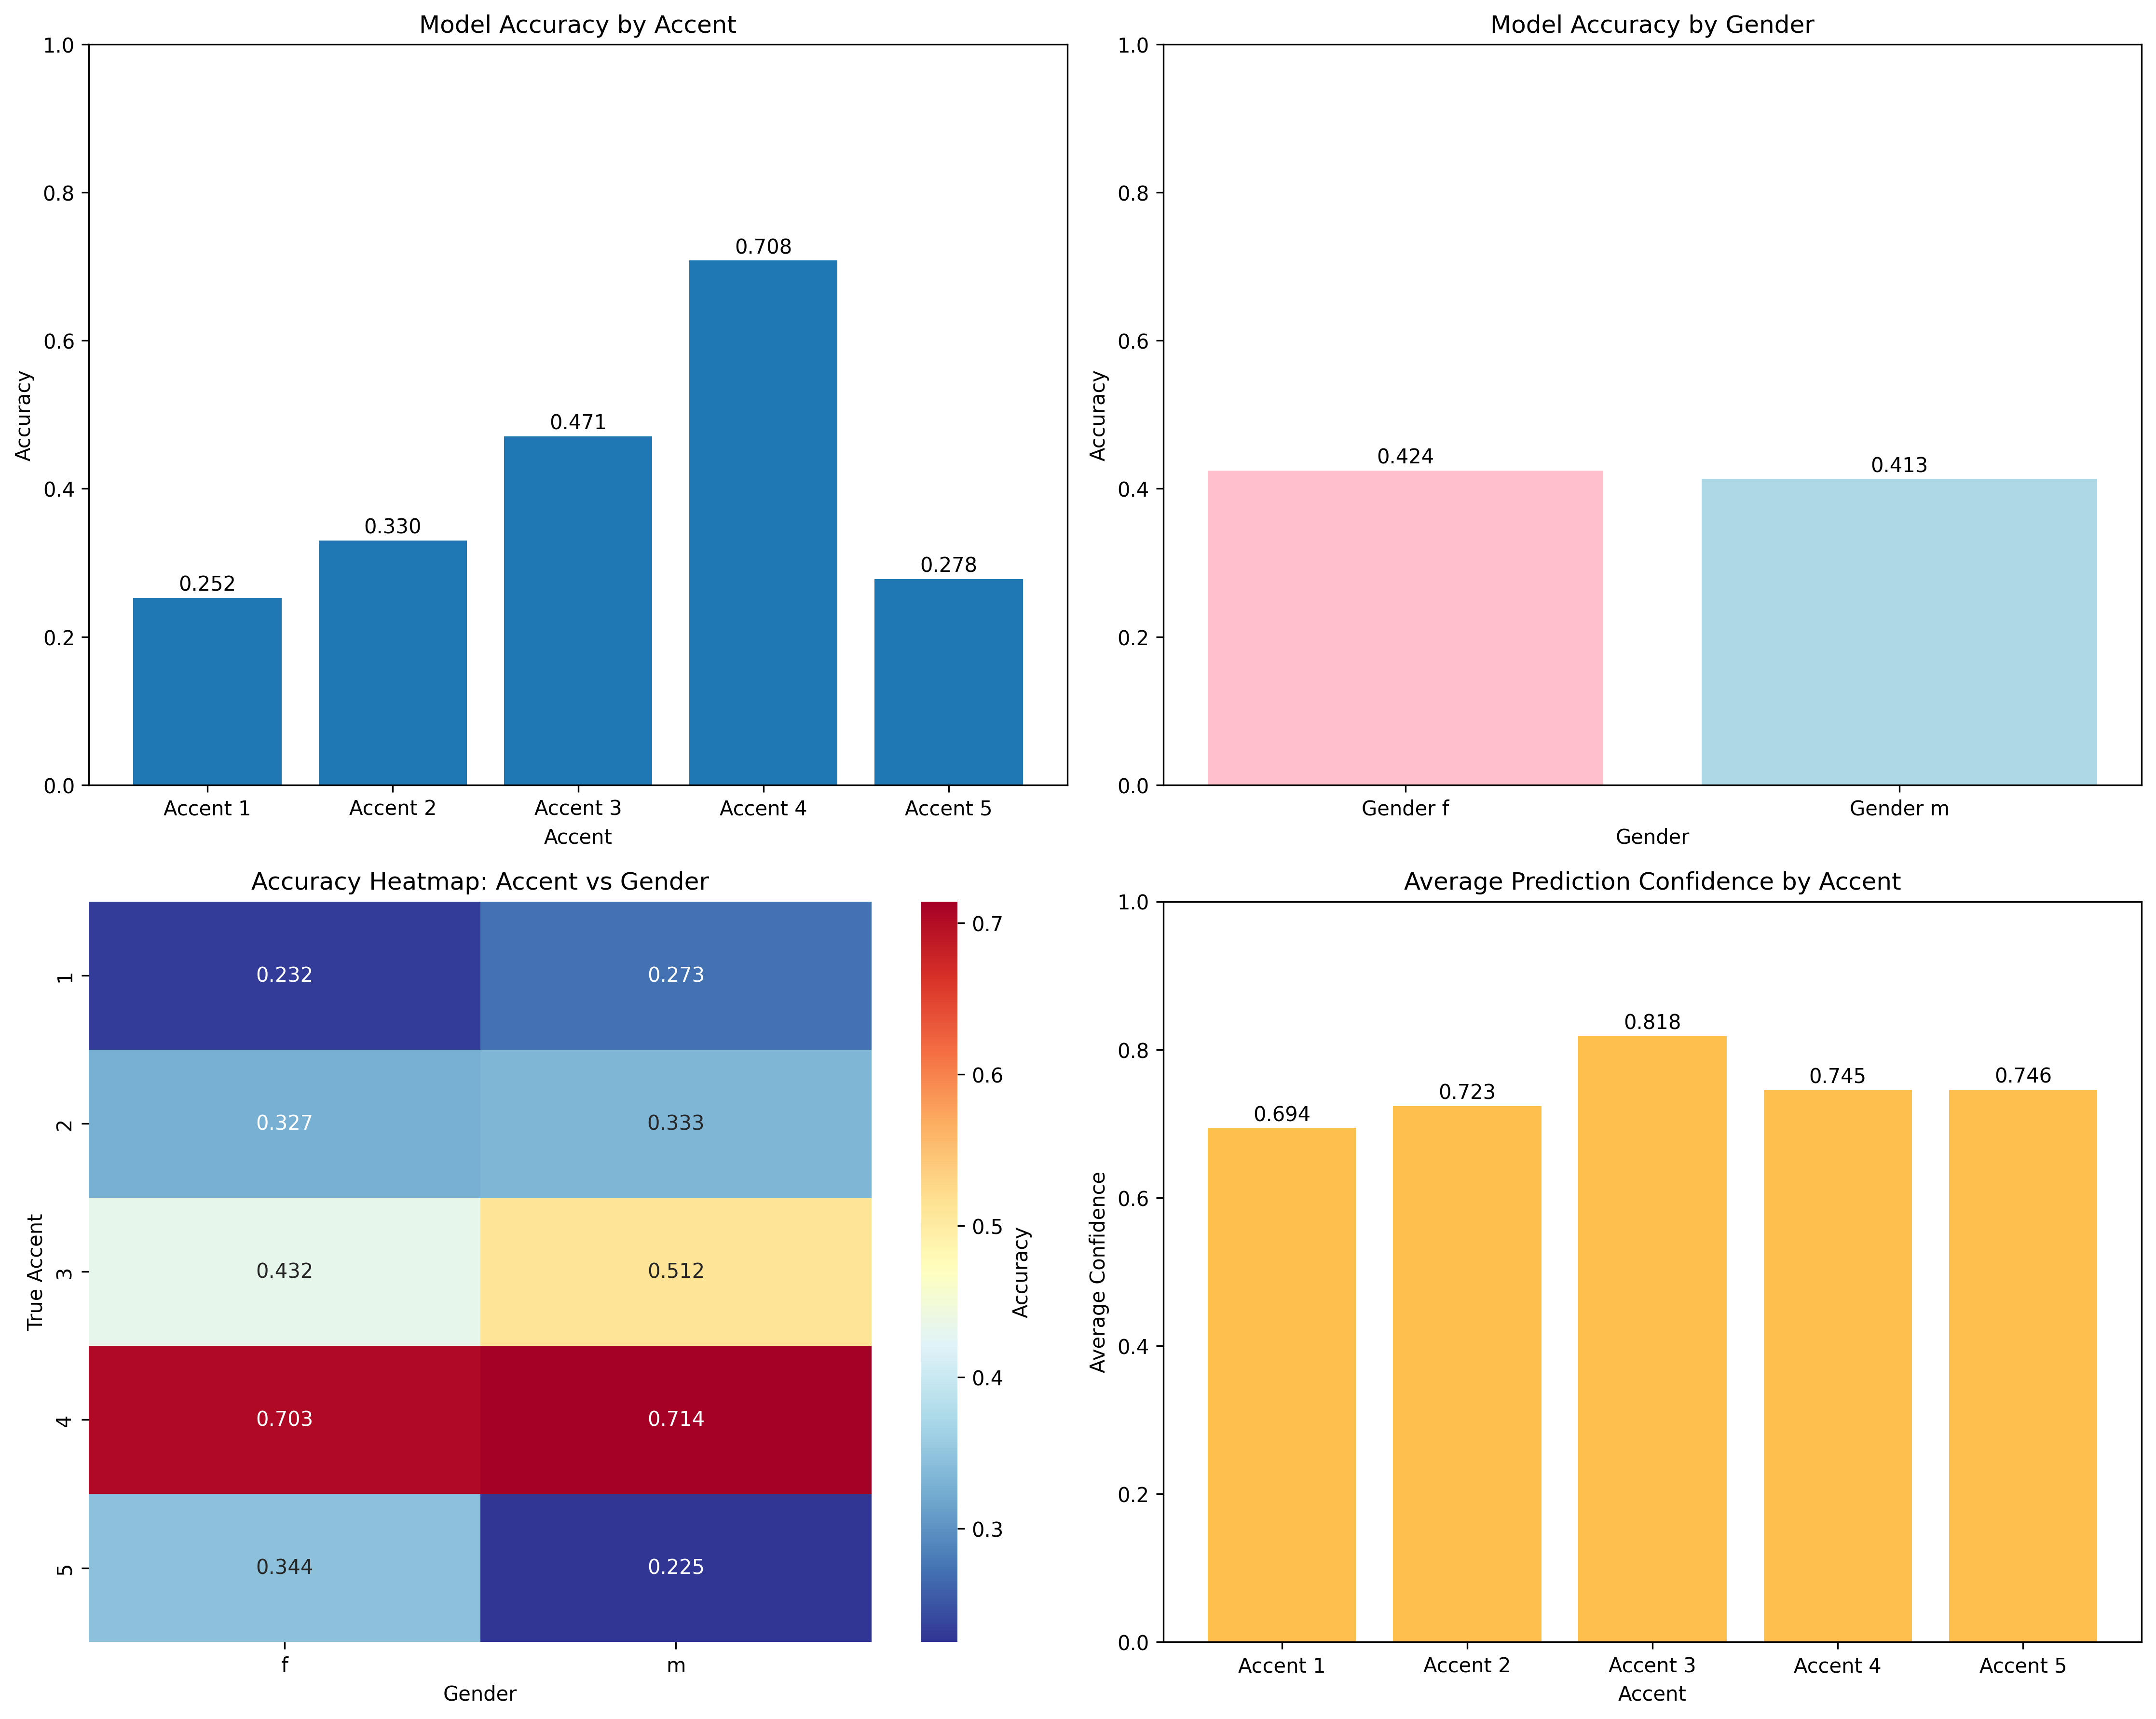 Model Accuracy by Accent
1.0
0.8
0.6
0.4
0.2
0.0
Accuracy
0.252
0.330
0.471
0.708
0.278
Accent 1
Accent 2
Accent 3
Accent 4
Accent 5
Accent
Model Accuracy by Gender
1.0
0.8
0.6
0.4
0.2
0.0
Accuracy
0.424
0.413
Gender f
Gender m
Gender
Accuracy Heatmap: Accent vs Gender
True Accent
1
0.232
0.273
2
0.327
0.333
3
0.432
0.512
4
0.703
0.714
5
0.344
0.225
f
m
Gender
0.7
0.6
0.5
0.4
0.3
Accuracy
Average Prediction Confidence by Accent
1.0
0.8
0.6
0.4
0.2
0.0
Average Confidence
0.694
0.723
0.818
0.745
0.746
Accent 1
Accent 2
Accent 3
Accent 4
Accent 5
Accent